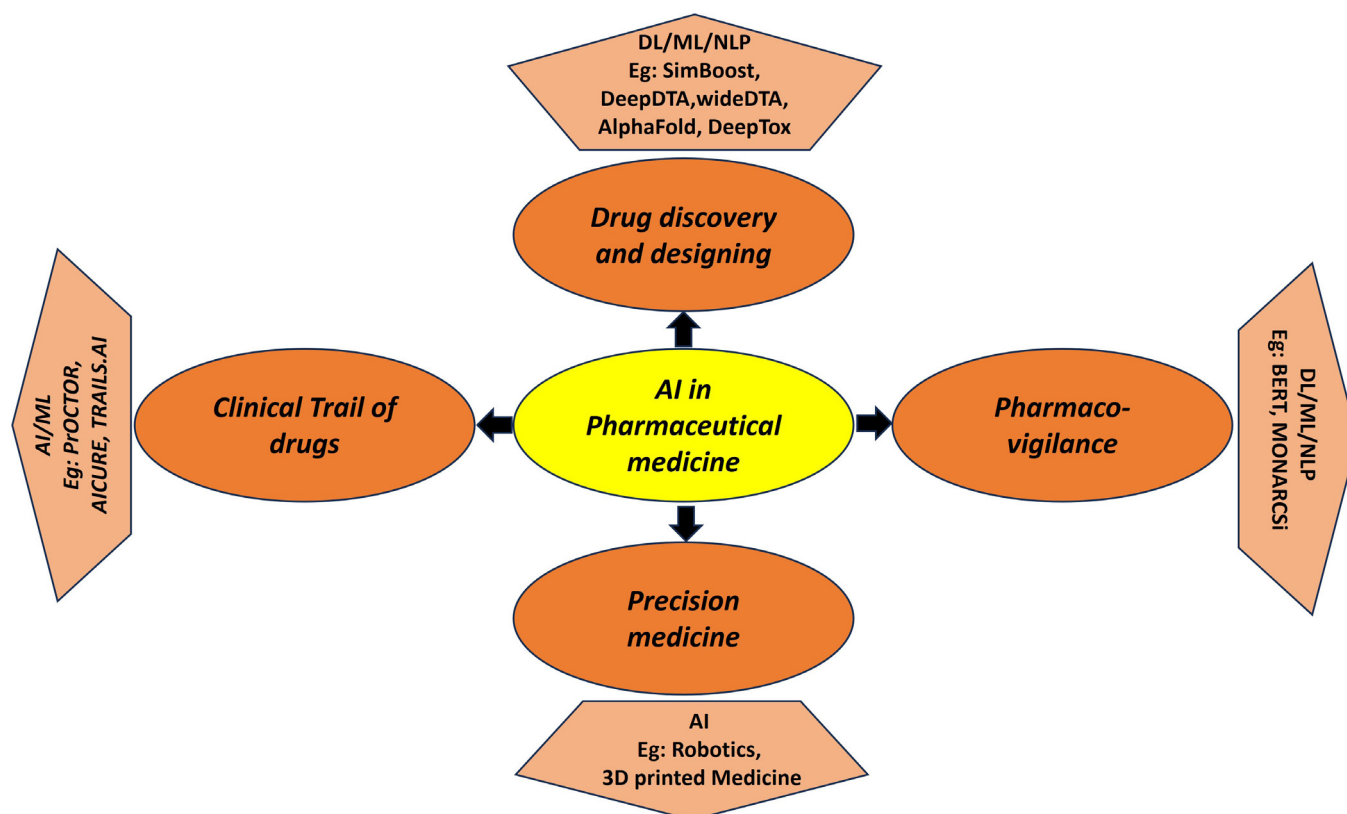 DL/ML/NLP
Eg: SimBoost,
DeepDTA,wideDTA,
AlphaFold, DeepTox
Drug discovery
and designing
AI/ML
Eg: PrOCTOR,
AICURE, TRAILS.AI
Clinical Trail of
drugs
AI in
Pharmaceutical
medicine
Pharmaco-
vigilance
DL/ML/NLP
Eg: BERT, MONARCSi
Precision
medicine
AI
Eg: Robotics,
3D printed Medicine